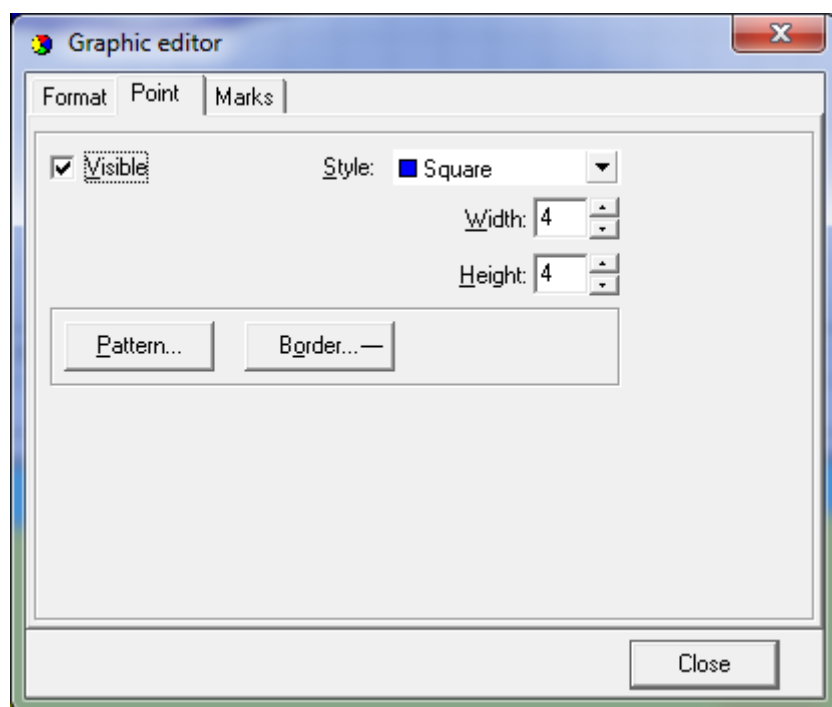 Graphic editor
Format Point Marks
Visible Style: Square
Width: 4
Height: 4
Pattern... Border...
Close